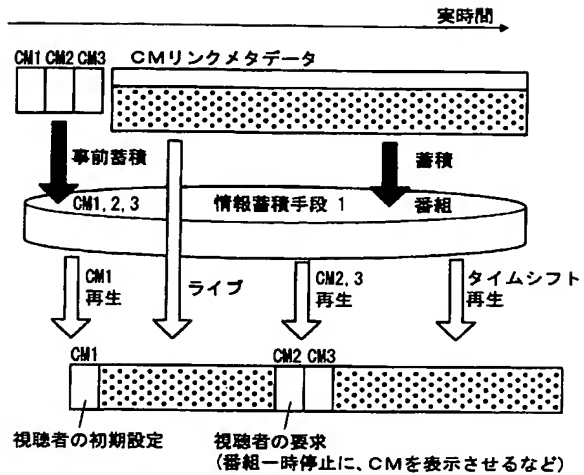 実時間
CM1 CM2 CM3
CMリンクメタデータ
事前蓄積
蓄積
CM1,2,3
情報蓄積手段 1
番組
CM1
再生
ライブ
CM2,3
再生
タイムシフト
再生
CM1
CM2 CM3
視聴者の初期設定
視聴者の要求
(番組一時停止に、CMを表示させるなど)